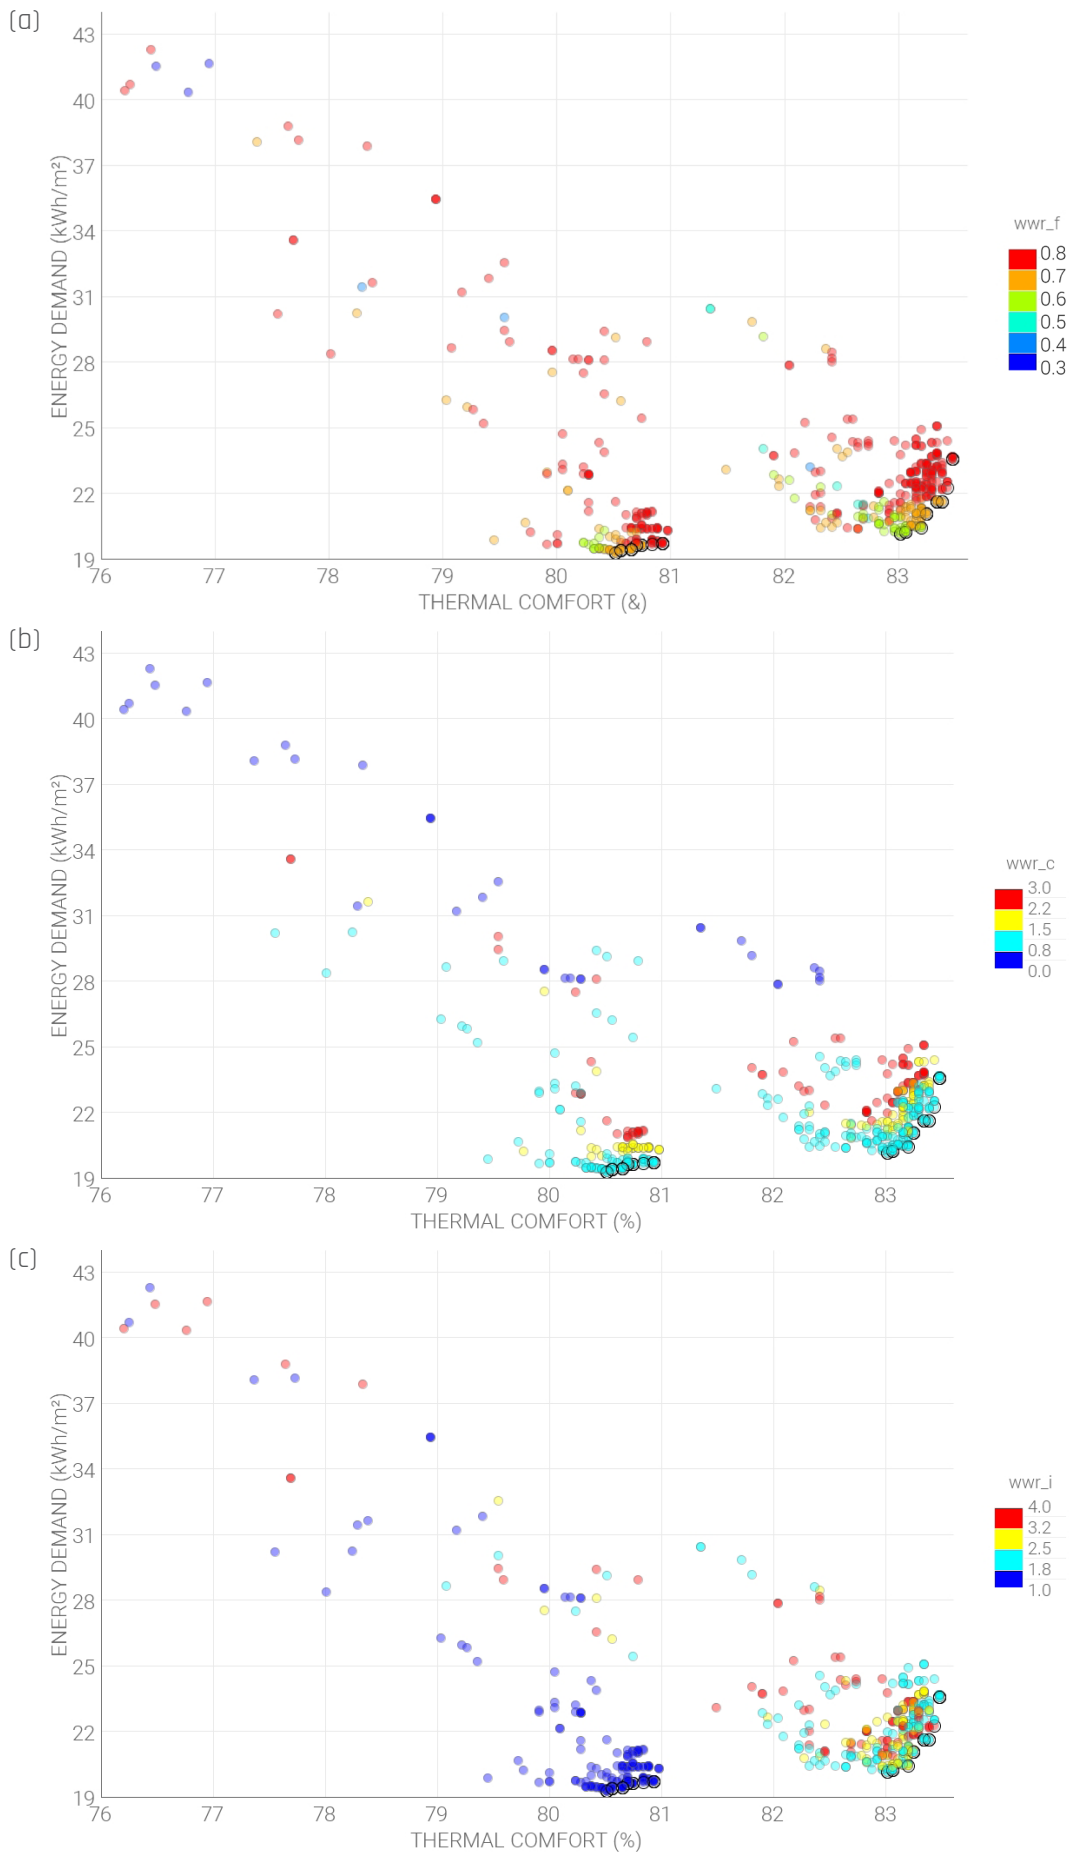 (a)
43
40
37
34
31
28
25
22
19
ENERGY DEMAND (kWh/m²)
76 77 78 79 80 81 82 83
THERMAL COMFORT (&)
wwr_f
0.8
0.7
0.6
0.5
0.4
0.3
(b)
43
40
37
34
31
28
25
22
19
ENERGY DEMAND (kWh/m²)
76 77 78 79 80 81 82 83
THERMAL COMFORT (%)
wwr_c
3.0
2.2
1.5
0.8
0.0
(c)
43
40
37
34
31
28
25
22
19
ENERGY DEMAND (kWh/m²)
76 77 78 79 80 81 82 83
THERMAL COMFORT (%)
wwr_i
4.0
3.2
2.5
1.8
1.0